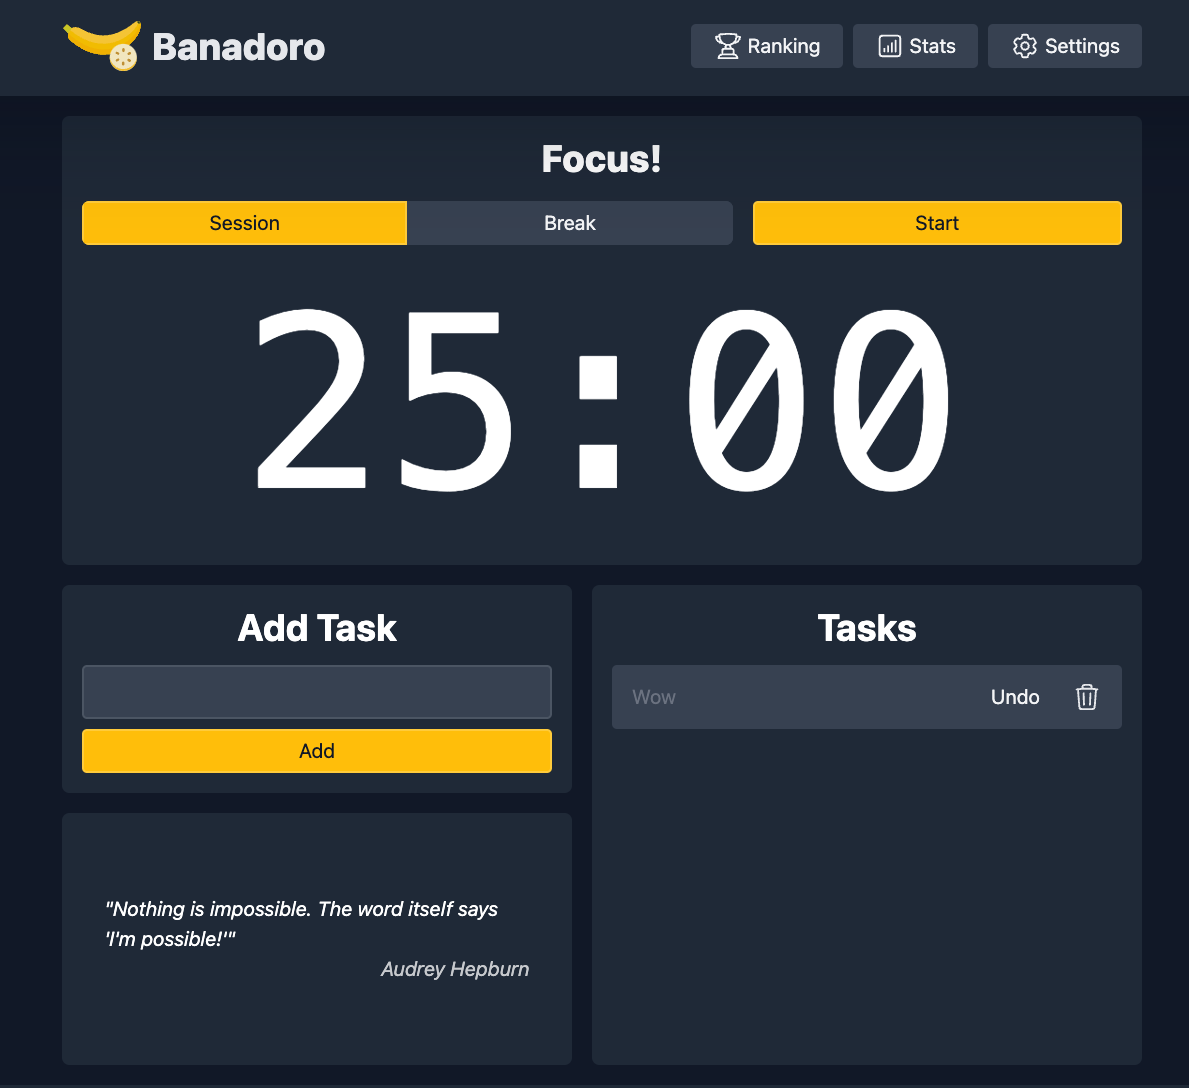 Banadoro
Ranking
Stats
Settings
Focus!
Session
Break
Start
25:00
Add Task
Add
"Nothing is impossible. The word itself says
'I'm possible!'"
Audrey Hepburn
Tasks
Wow
Undo